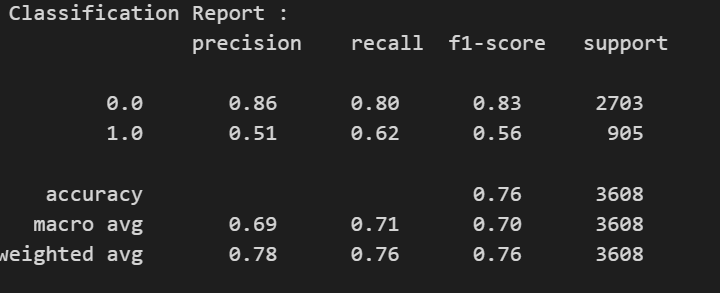 Classification Report :
precision recall f1-score support
0.0 0.86 0.80 0.83 2703
1.0 0.51 0.62 0.56 905
accuracy 0.76 3608
macro avg 0.69 0.71 0.70 3608
weighted avg 0.78 0.76 0.76 3608